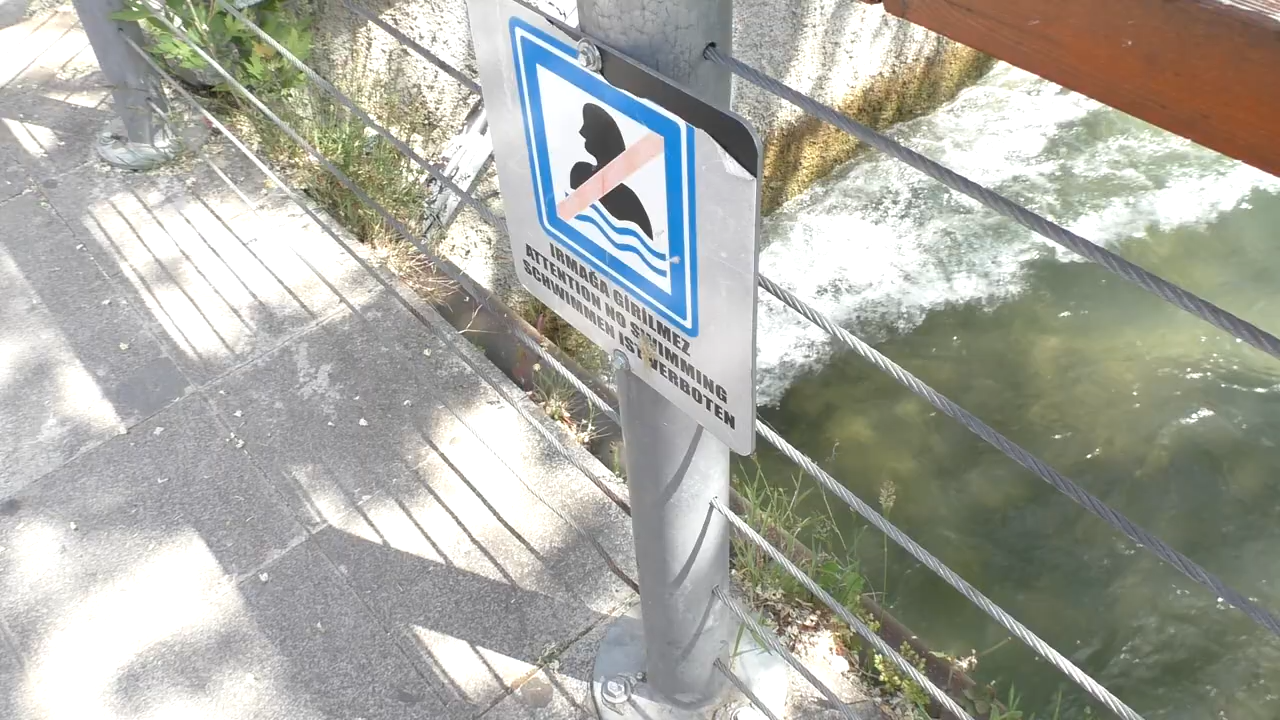 IRMAĞA GİRİLMEZ
ATTENTION ! NO SWIMMING
SCHWIMMEN IST VERBOTEN